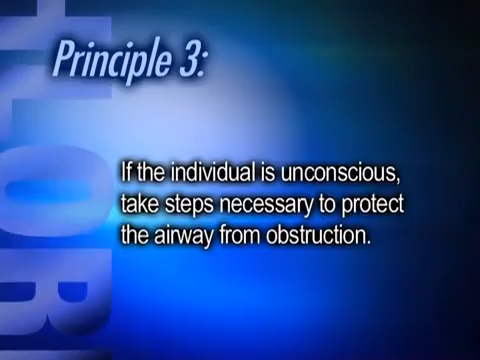 Principle 3:
If the individual is unconscious,
take steps necessary to protect
the airway from obstruction.